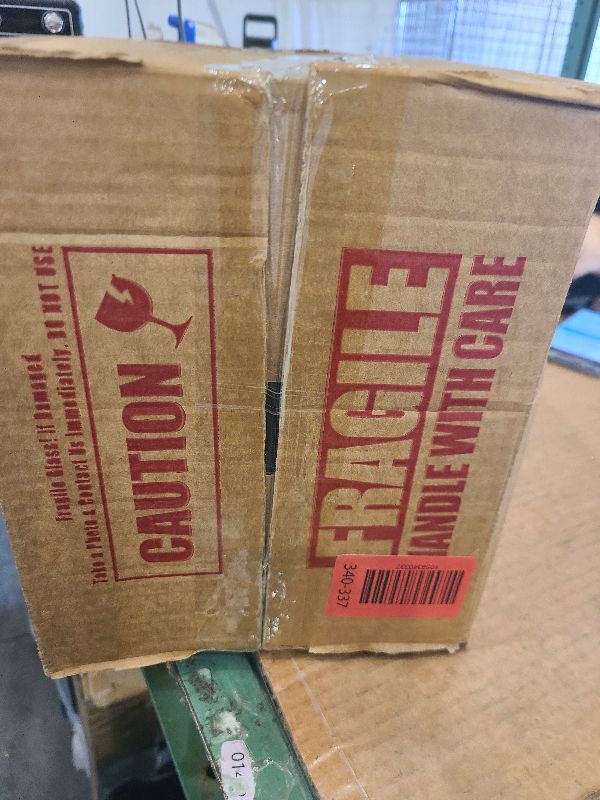 Fragile Glass! If Damaged
Take a Photo & Contact Us Immediately. DO NOT USE
CAUTION
FRAGILE
HANDLE WITH CARE
340-337